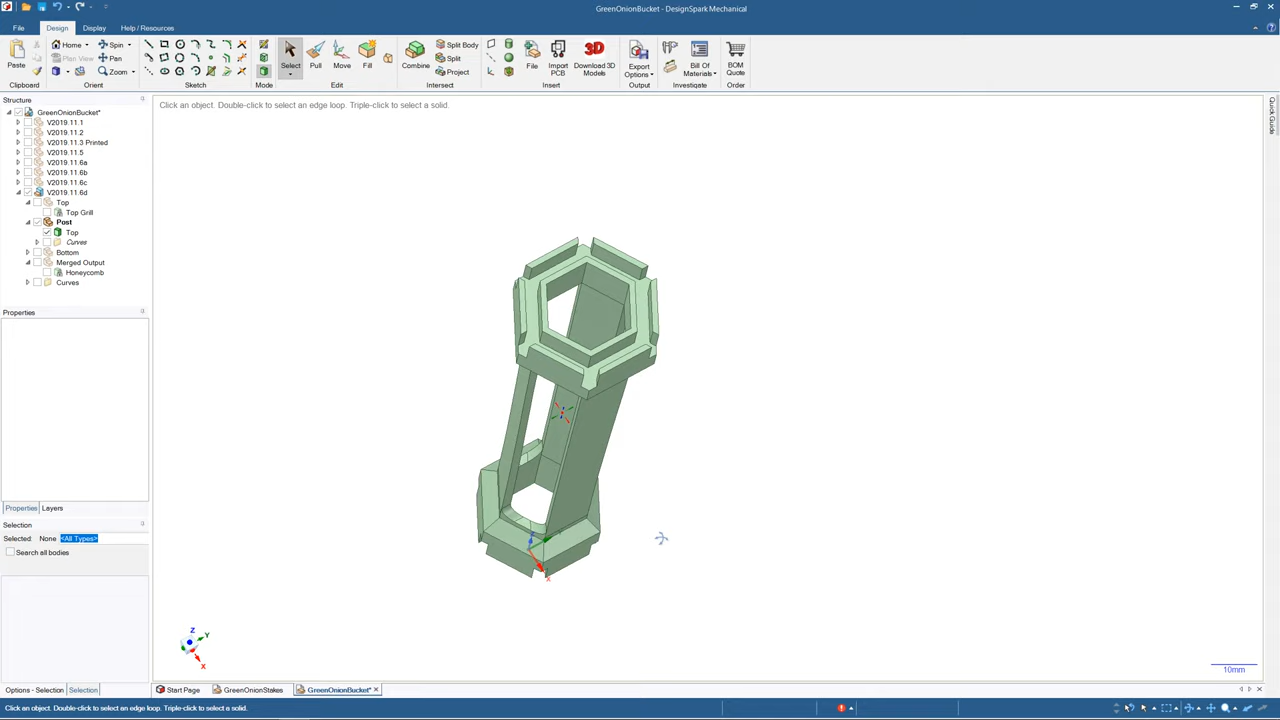 GreenOnionBucket - DesignSpark Mechanical
File Design Display Help / Resources
Home Spin
Plan View Pan
Zoom
Paste
Select Pull Move Fill
Combine
Split Body
Split
Project
File Import PCB Download 3D Models
3D
Export Options
Bill Of Materials
BOM Quote
Clipboard Orient Sketch Mode Edit Intersect Insert Output Investigate Order
Structure
Click an object. Double-click to select an edge loop. Triple-click to select a solid.
Quick Guide
GreenOnionBucket*
V2019.11.1
V2019.11.2
V2019.11.3 Printed
V2019.11.5
V2019.11.6a
V2019.11.6b
V2019.11.6c
V2019.11.6d
Top
Top Grill
Post
Top
Curves
Bottom
Merged Output
Honeycomb
Curves
Properties
Properties Layers
Selection
Selected: None <All Types>
Search all bodies
X
Z
Y
X
10mm
Options - Selection Selection
Start Page GreenOnionStakes GreenOnionBucket*
Click an object. Double-click to select an edge loop. Triple-click to select a solid.